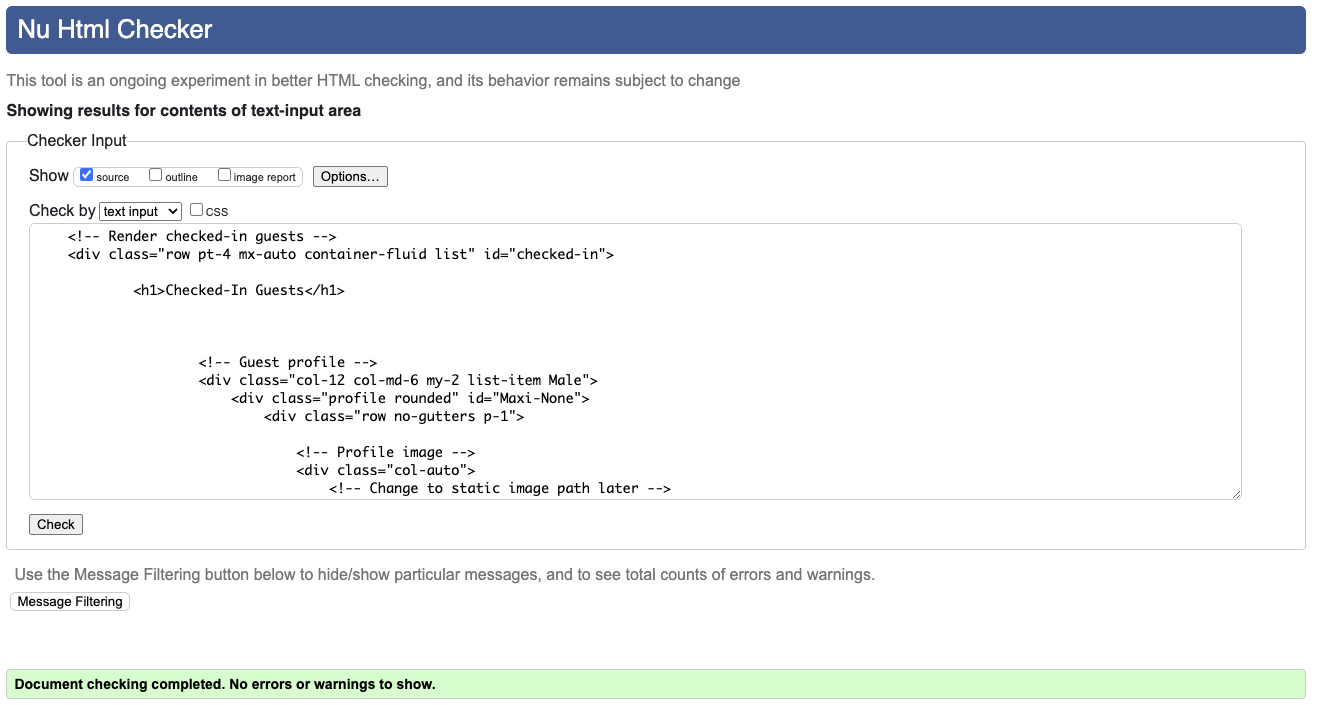 Nu Html Checker
This tool is an ongoing experiment in better HTML checking, and its behavior remains subject to change
Showing results for contents of text-input area
Checker Input
Show source outline image report Options...
Check by text input css
<!-- Render checked-in guests -->
<div class="row pt-4 mx-auto container-fluid list" id="checked-in">
<h1>Checked-In Guests</h1>
<!-- Guest profile -->
<div class="col-12 col-md-6 my-2 list-item Male">
<div class="profile rounded" id="Maxi-None">
<div class="row no-gutters p-1">
<!-- Profile image -->
<div class="col-auto">
<!-- Change to static image path later -->
Check
Use the Message Filtering button below to hide/show particular messages, and to see total counts of errors and warnings.
Message Filtering
Document checking completed. No errors or warnings to show.